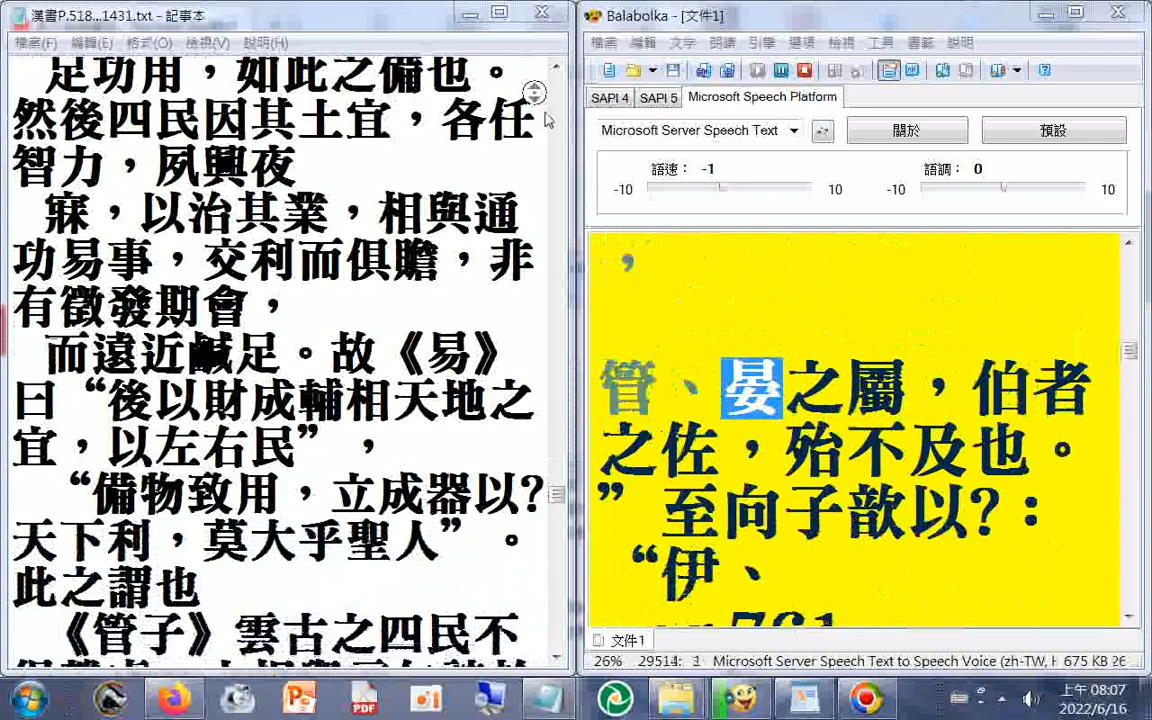 漢書P.518...1431.txt - 記事本
檔案(F) 編輯(E) 格式(O) 檢視(V) 說明(H)
足功用，如此之備也。
然後四民因其土宜，各任
智力，夙興夜
寐，以治其業，相與通
功易事，交利而俱贍，非
有徵發期會，
而遠近鹹足。故《易》
曰“後以財成輔相天地之
宜，以左右民”，
“備物致用，立成器以?
天下利，莫大乎聖人”。
此之謂也
《管子》雲古之四民不
Balabolka - [文件1]
檔案 編輯 文字 朗讀 引擎 選項 檢視 工具 書籤 說明
SAPI 4 SAPI 5 Microsoft Speech Platform
Microsoft Server Speech Text 關於 預設
語速： -1 語調： 0
-10 10 -10 10
，
管、晏之屬，伯者
之佐，殆不及也。
”至向子歆以?：
“伊、
文件1
26% 29514: 1 Microsoft Server Speech Text to Speech Voice (zh-TW, H 675 KB 26
PDF
上午 08:07
2022/6/16